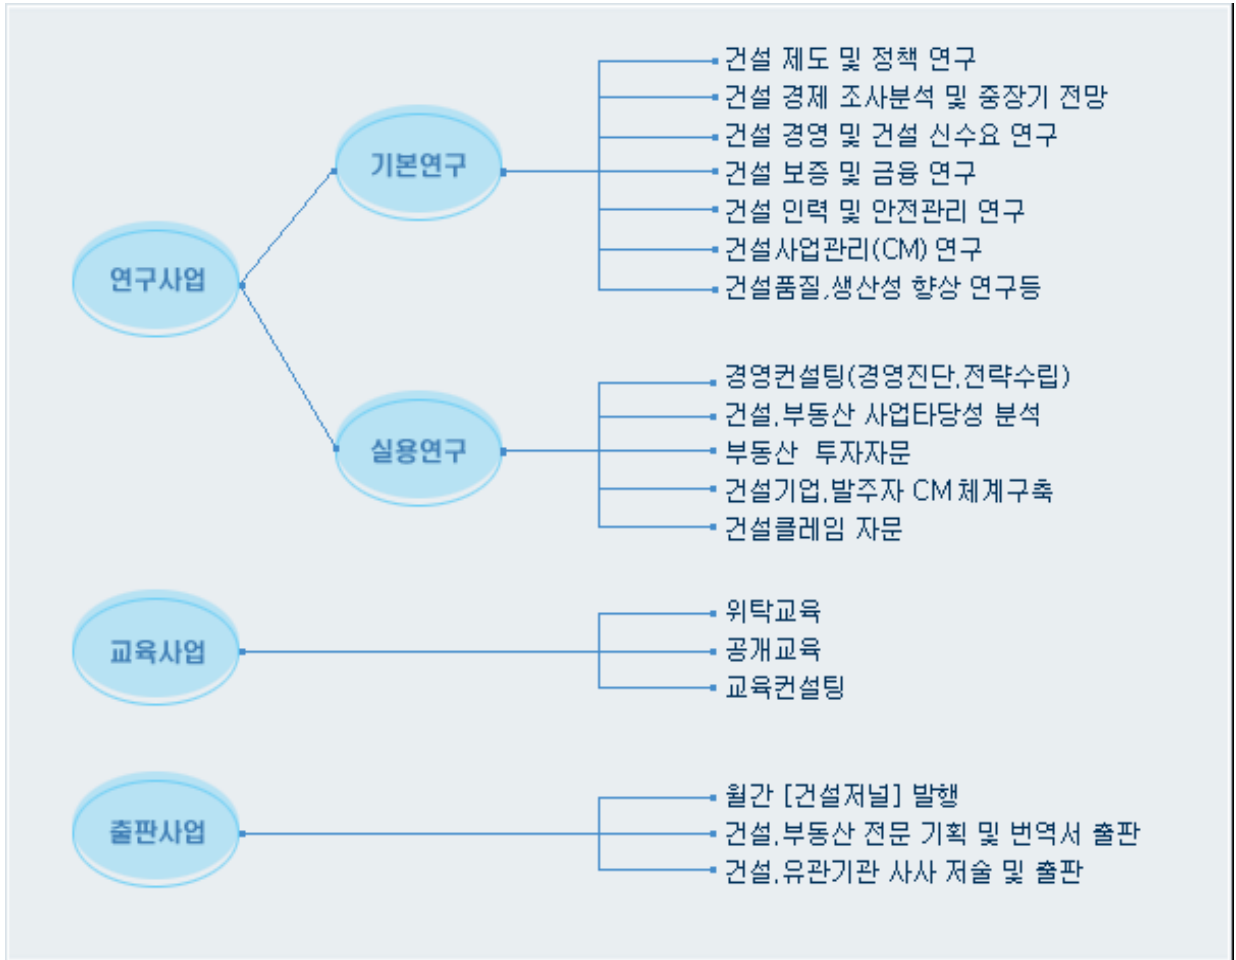 연구사업
기본연구
건설 제도 및 정책 연구
건설 경제 조사분석 및 중장기 전망
건설 경영 및 건설 신수요 연구
건설 보증 및 금융 연구
건설 인력 및 안전관리 연구
건설사업관리(CM) 연구
건설품질,생산성 향상 연구등
실용연구
경영컨설팅(경영진단,전략수립)
건설,부동산 사업타당성 분석
부동산 투자자문
건설기업,발주자 CM체계구축
건설클레임 자문
교육사업
위탁교육
공개교육
교육컨설팅
출판사업
월간 [건설저널] 발행
건설,부동산 전문 기획 및 번역서 출판
건설,유관기관 사사 저술 및 출판